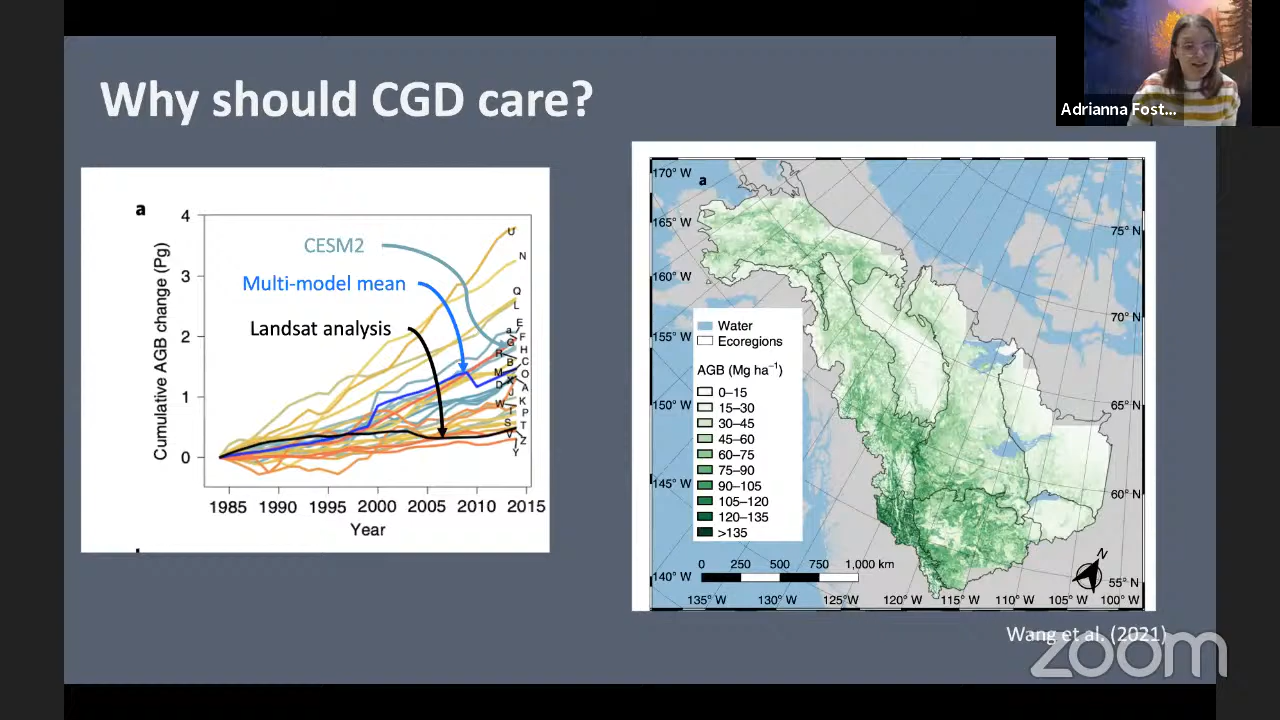 Why should CGD care?
Adrianna Fost...
a
Cumulative AGB change (Pg)
4
3
2
1
0
CESM2
Multi-model mean
Landsat analysis
U
N
Q
L
E
a
F
G
H
R
B
C
M
O
D
X
A
J
K
W
I
P
S
T
V
Z
Y
1985 1990 1995 2000 2005 2010 2015
Year
170° W
165° W
160° W
155° W
150° W
145° W
140° W
a
75° N
70° N
65° N
60° N
55° N
Water
Ecoregions
AGB (Mg ha⁻¹)
0–15
15–30
30–45
45–60
60–75
75–90
90–105
105–120
120–135
>135
0 250 500 750 1,000 km
N
135° W 130° W 125° W 120° W 115° W 110° W 105° W 100° W
Wang et al. (2021)
zoom